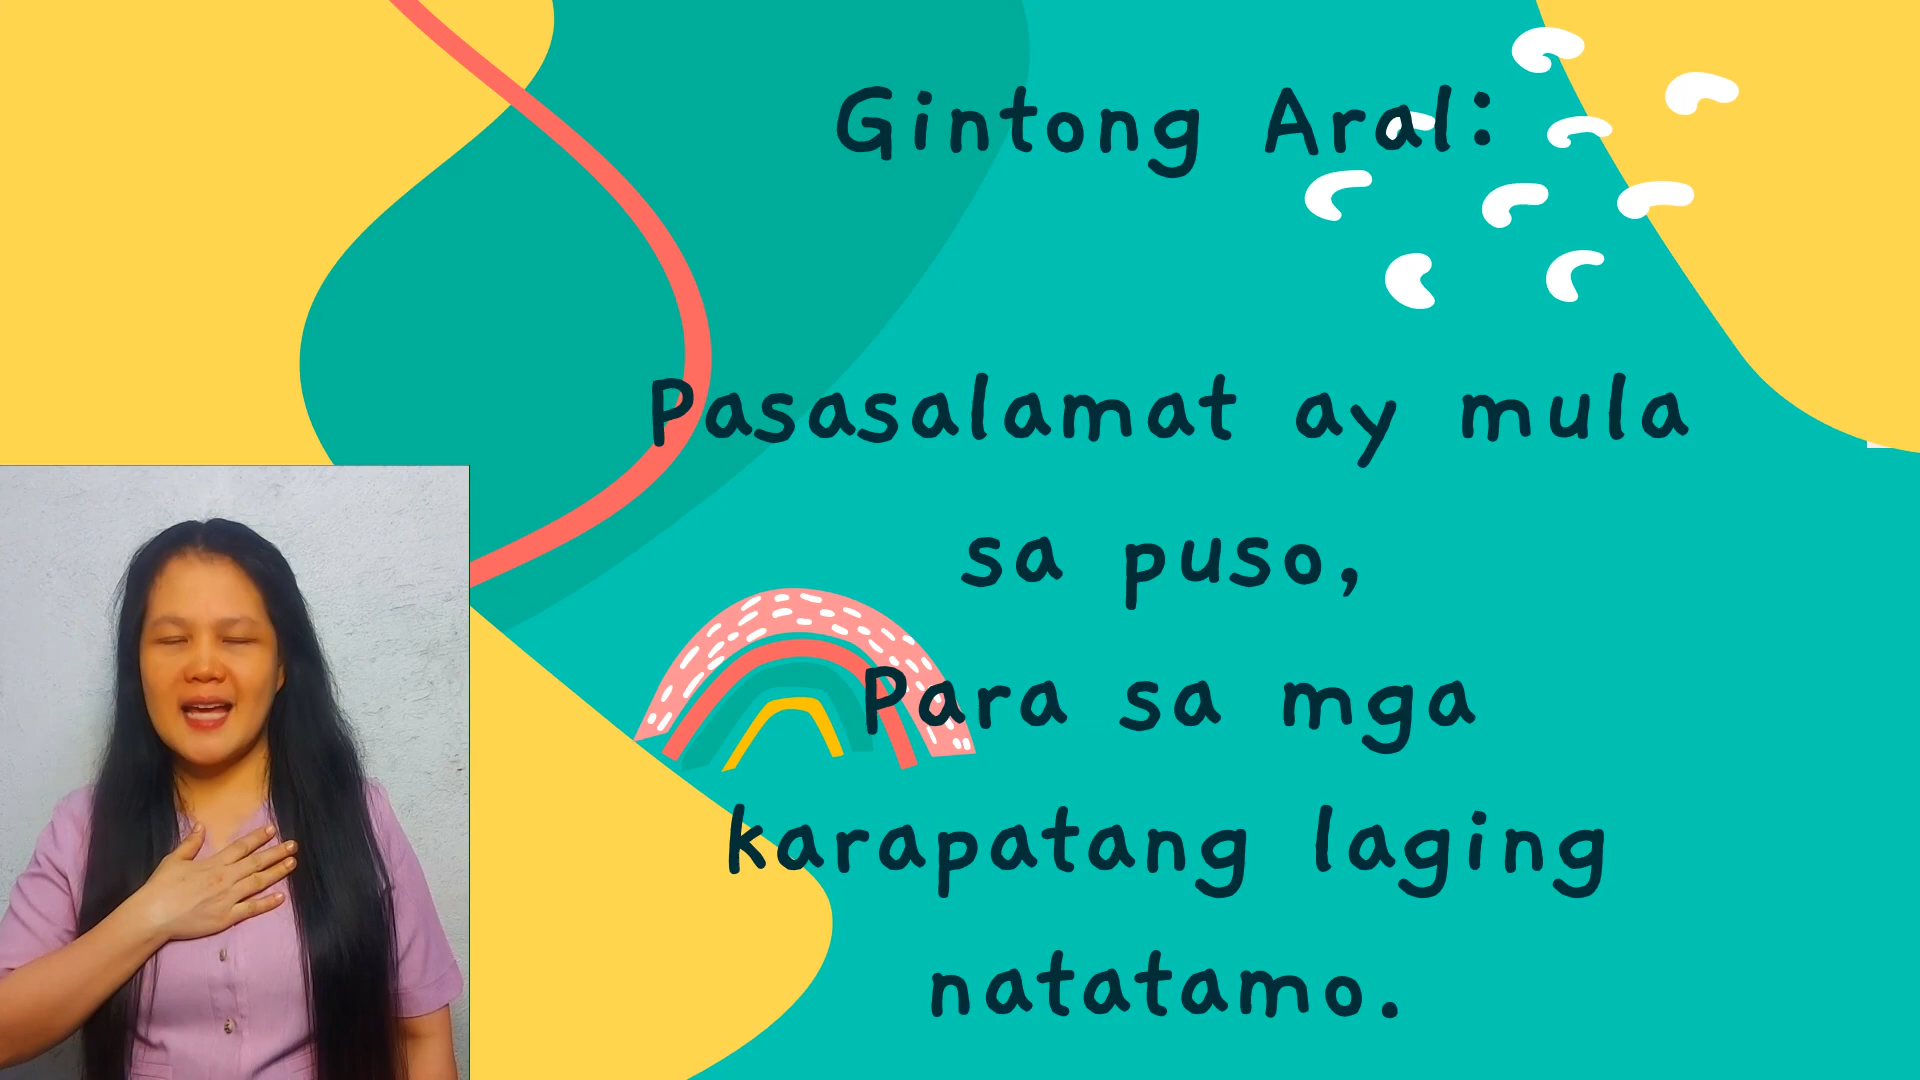 Gintong Aral:
Pasasalamat ay mula
sa puso,
Para sa mga
karapatang laging
natatamo.